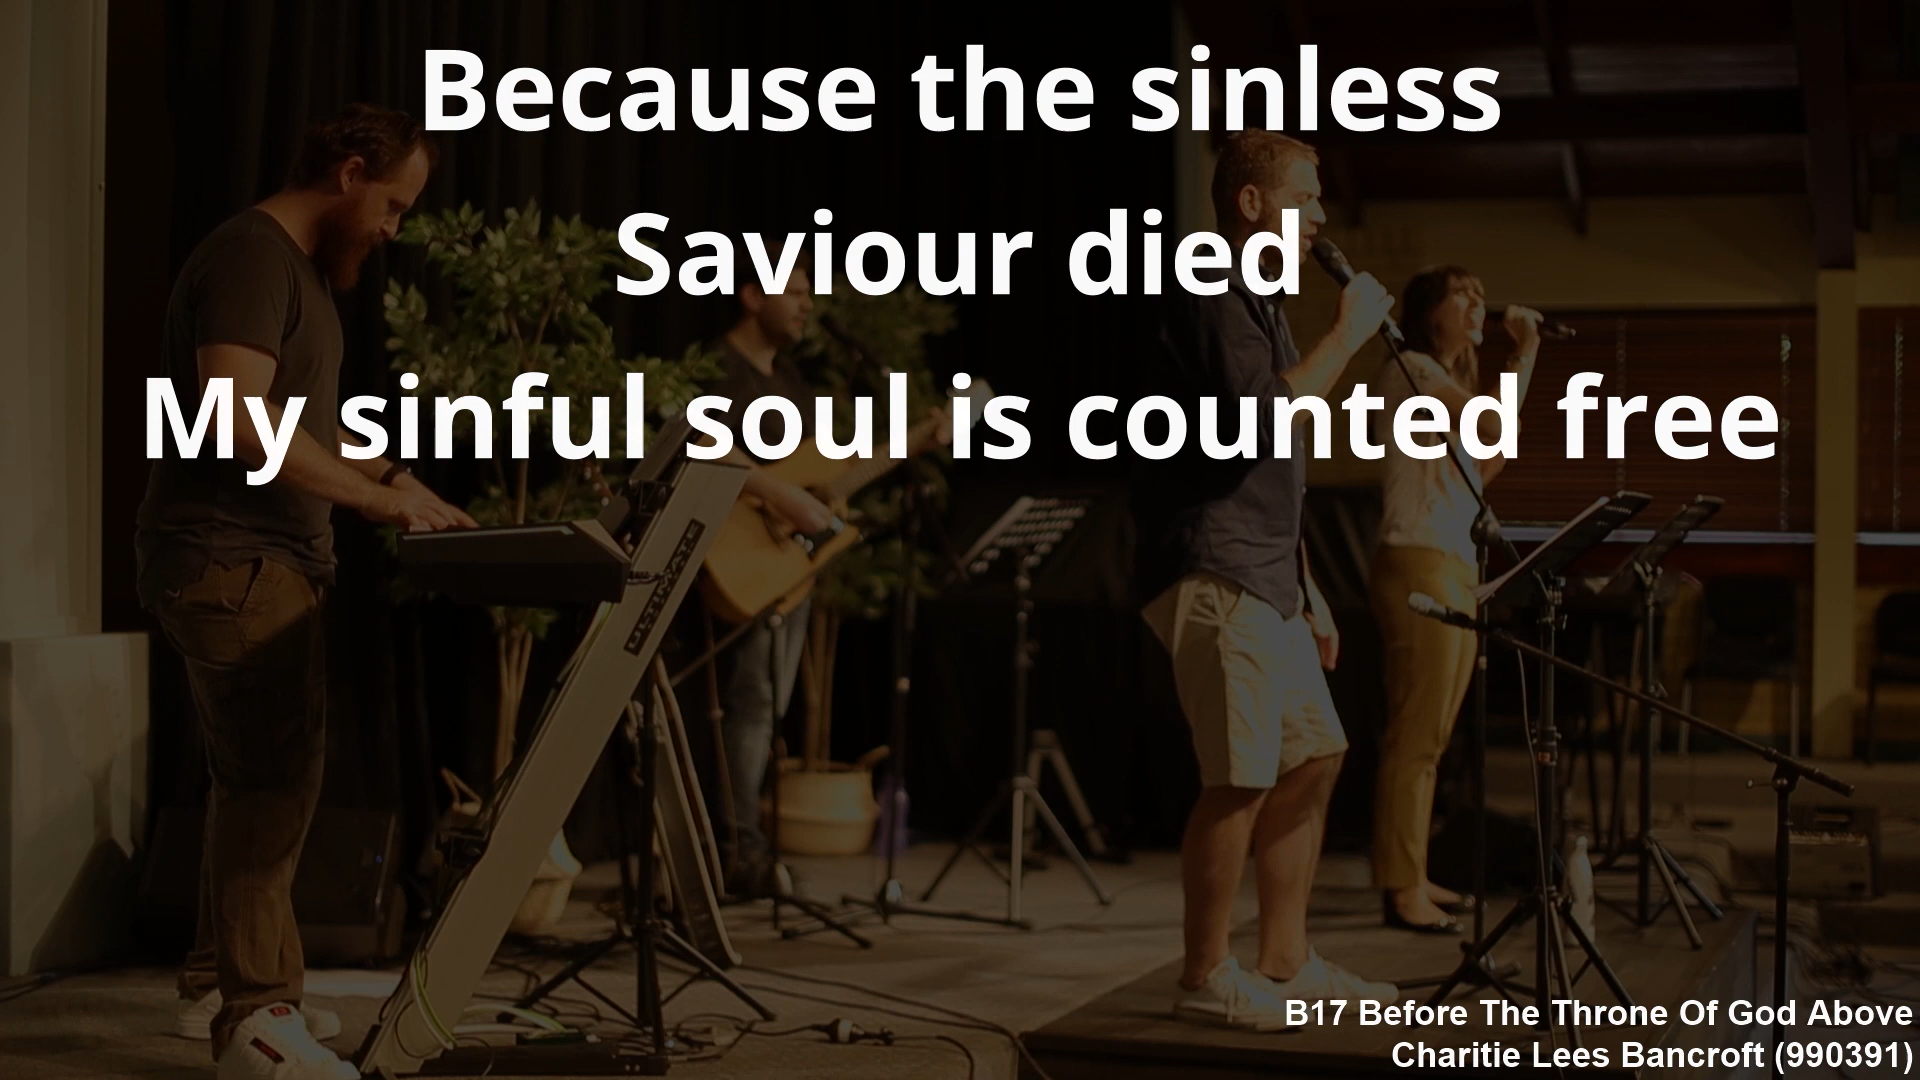 Because the sinless
Saviour died
My sinful soul is counted free
ULTIMATE
B17 Before The Throne Of God Above
Charitie Lees Bancroft (990391)